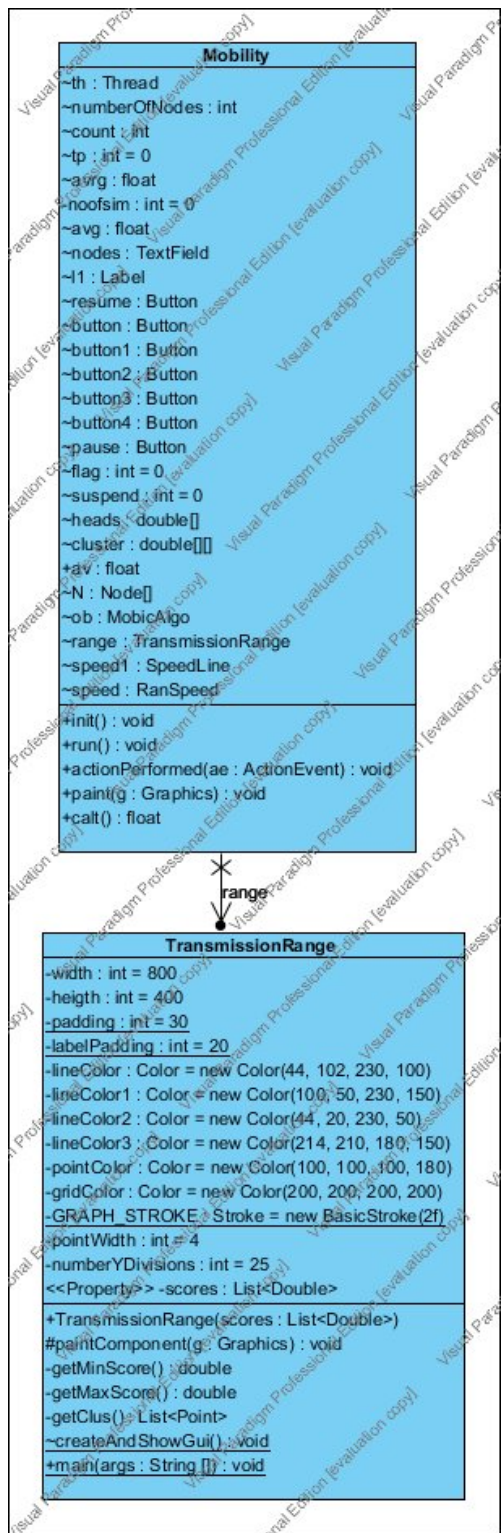 Mobility
~th : Thread
~numberOfNodes : int
~count : int
~tp : int = 0
~avrg : float
-noofsim : int = 0
~avg : float
~nodes : TextField
~l1 : Label
~resume : Button
~button : Button
~button1 : Button
~button2 : Button
~button3 : Button
~button4 : Button
~pause : Button
~flag : int = 0
~suspend : int = 0
~heads : double[]
~cluster : double[][]
+av : float
~N : Node[]
~ob : MobicAlgo
~range : TransmissionRange
~speed1 : SpeedLine
~speed : RanSpeed
+init() : void
+run() : void
+actionPerformed(ae : ActionEvent) : void
+paint(g : Graphics) : void
+calt() : float
range
TransmissionRange
-width : int = 800
-heigth : int = 400
-padding : int = 30
-labelPadding : int = 20
-lineColor : Color = new Color(44, 102, 230, 100)
-lineColor1 : Color = new Color(100, 50, 230, 150)
-lineColor2 : Color = new Color(44, 20, 230, 50)
-lineColor3 : Color = new Color(214, 210, 180, 150)
-pointColor : Color = new Color(100, 100, 100, 180)
-gridColor : Color = new Color(200, 200, 200, 200)
-GRAPH_STROKE : Stroke = new BasicStroke(2f)
-pointWidth : int = 4
-numberYDivisions : int = 25
<<Property>> -scores : List<Double>
+TransmissionRange(scores : List<Double>)
#paintComponent(g : Graphics) : void
-getMinScore() : double
-getMaxScore() : double
-getClus() : List<Point>
~createAndShowGui() : void
+main(args : String []) : void
Visual Paradigm Professional Edition [evaluation copy]